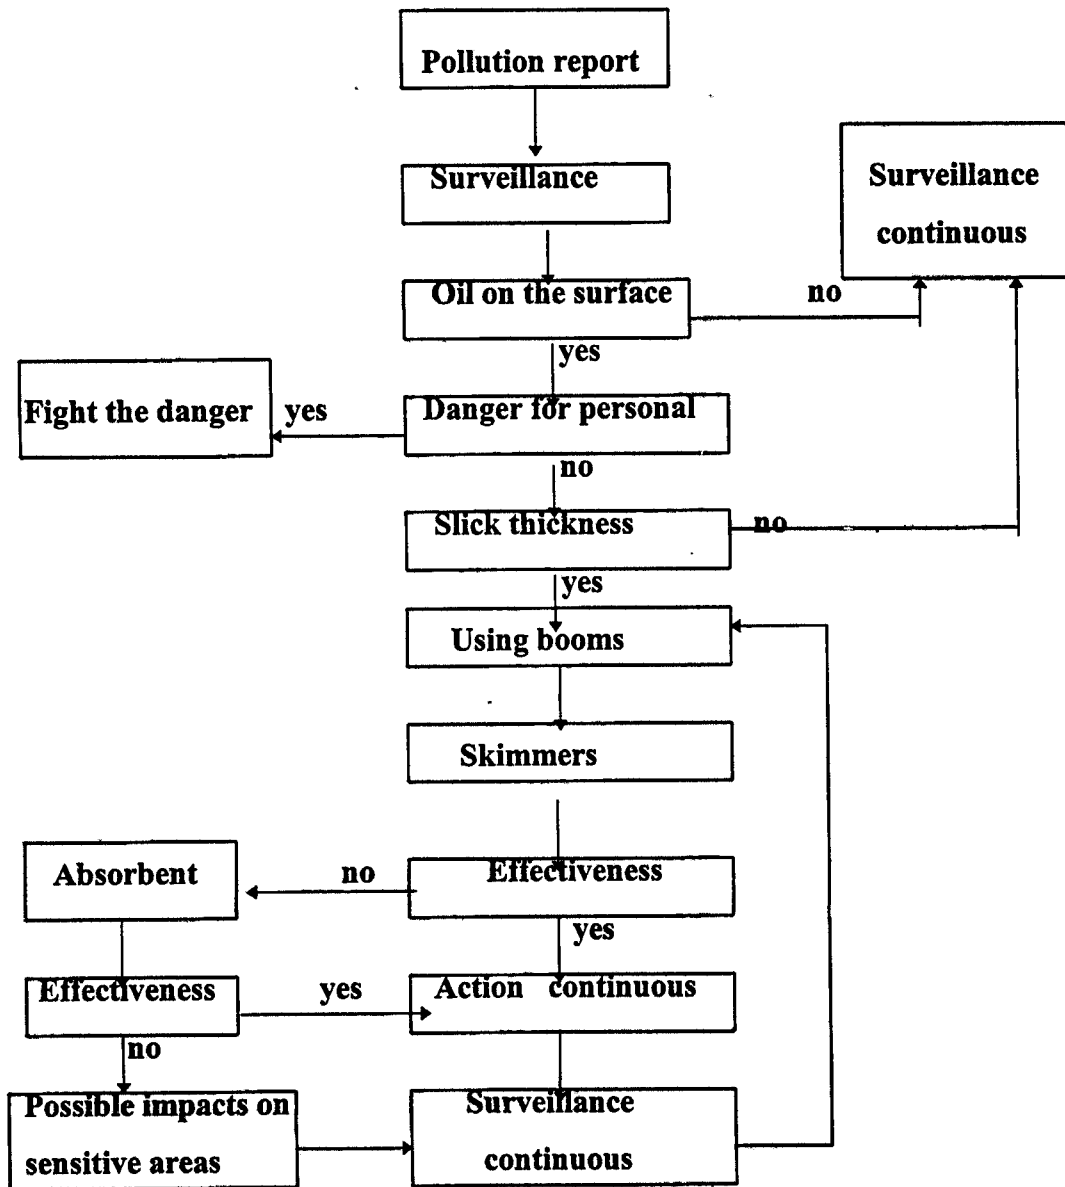 Pollution report
Surveillance
Surveillance
continuous
Oil on the surface
no
yes
Fight the danger
yes
Danger for personal
no
Slick thickness
no
yes
Using booms
Skimmers
Absorbent
no
Effectiveness
yes
Effectiveness
yes
Action continuous
no
Possible impacts on
sensitive areas
Surveillance
continuous